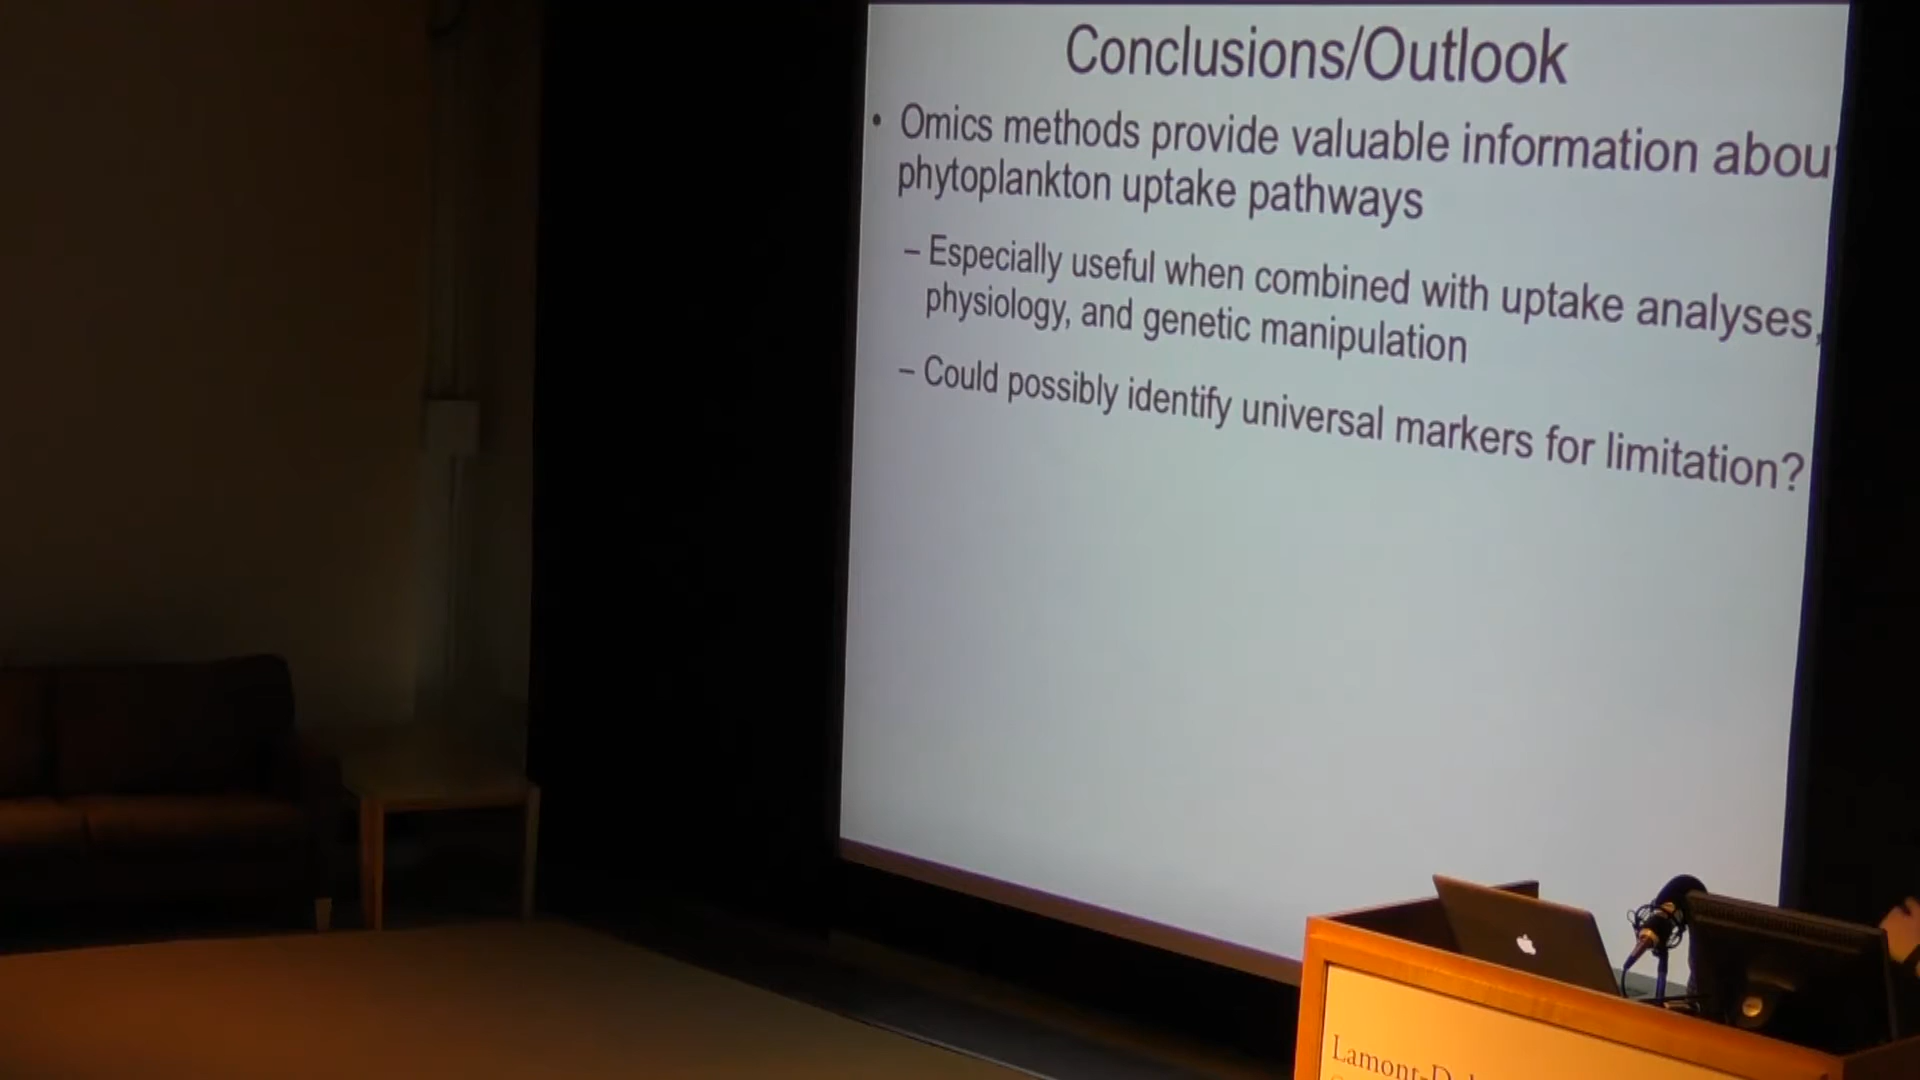 Conclusions/Outlook
• Omics methods provide valuable information abou
phytoplankton uptake pathways
– Especially useful when combined with uptake analyses,
physiology, and genetic manipulation
– Could possibly identify universal markers for limitation?
Lamont-D